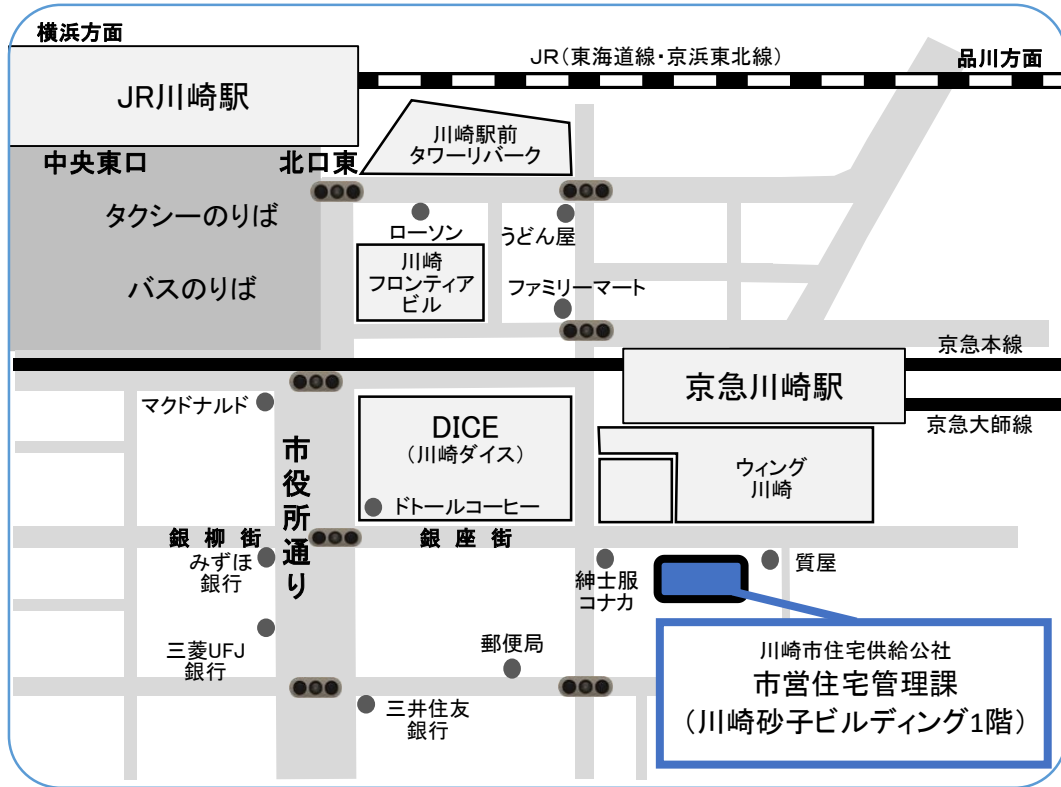 横浜方面
JR（東海道線・京浜東北線）
品川方面
JR川崎駅
川崎駅前
タワーリバーク
中央東口
北口東
タクシーのりば
ローソン
うどん屋
バスのりば
川崎
フロンティア
ビル
ファミリーマート
京急本線
京急川崎駅
マクドナルド
京急大師線
DICE
（川崎ダイス）
市役所通り
ウィング
川崎
ドトールコーヒー
銀柳街
銀座街
みずほ
銀行
紳士服
コナカ
質屋
三菱UFJ
銀行
郵便局
三井住友
銀行
川崎市住宅供給公社
市営住宅管理課
（川崎砂子ビルディング1階）